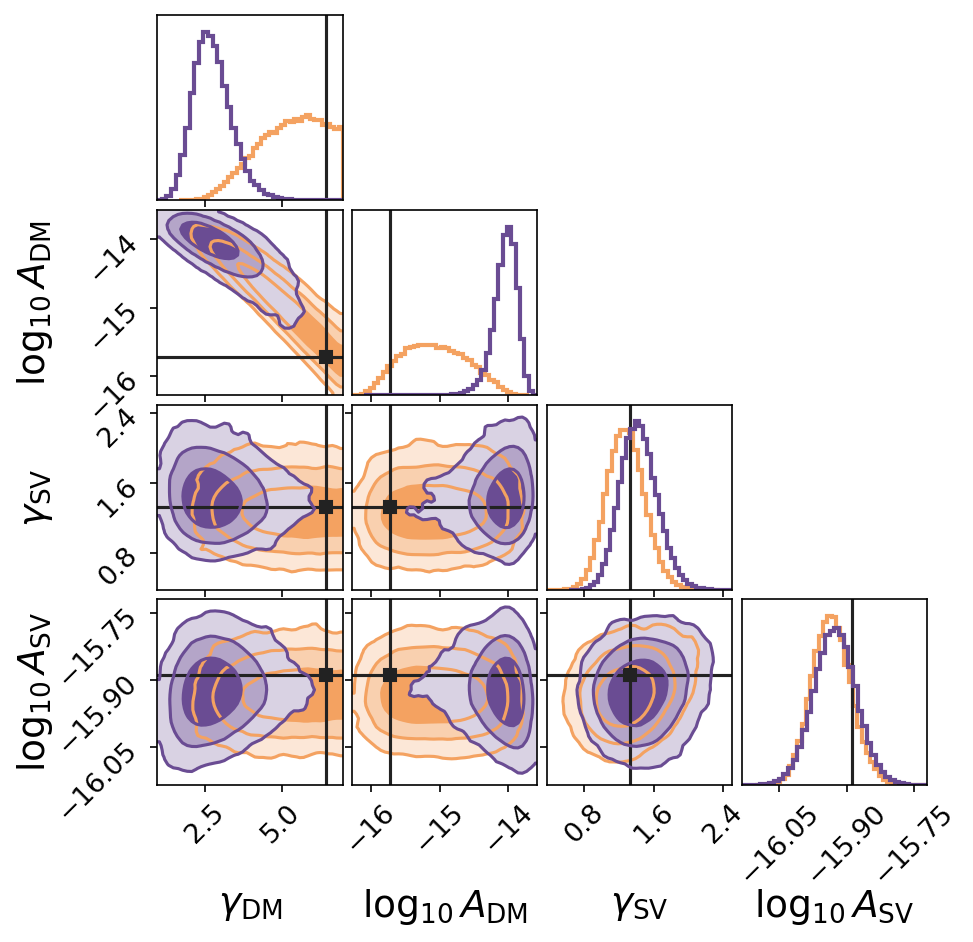 log₁₀ A_DM
−14
−15
−16
γ_SV
2.4
1.6
0.8
log₁₀ A_SV
−15.75
−15.90
−16.05
2.5 5.0
−16 −15 −14
0.8 1.6 2.4
−16.05 −15.90 −15.75
γ_DM log₁₀ A_DM γ_SV log₁₀ A_SV